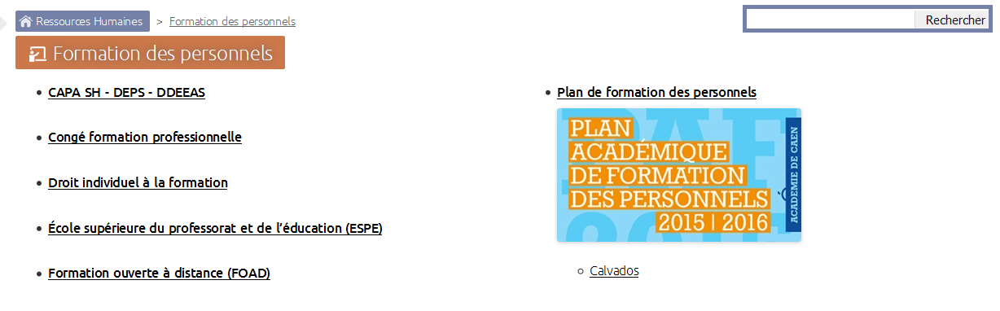 Ressources Humaines > Formation des personnels
Rechercher
Formation des personnels
CAPA SH - DEPS - DDEEAS
Congé formation professionnelle
Droit individuel à la formation
École supérieure du professorat et de l'éducation (ESPE)
Formation ouverte à distance (FOAD)
Plan de formation des personnels
PLAN
ACADÉMIQUE
DE FORMATION
DES PERSONNELS
2015 | 2016
ACADEMIE DE CAEN
Calvados